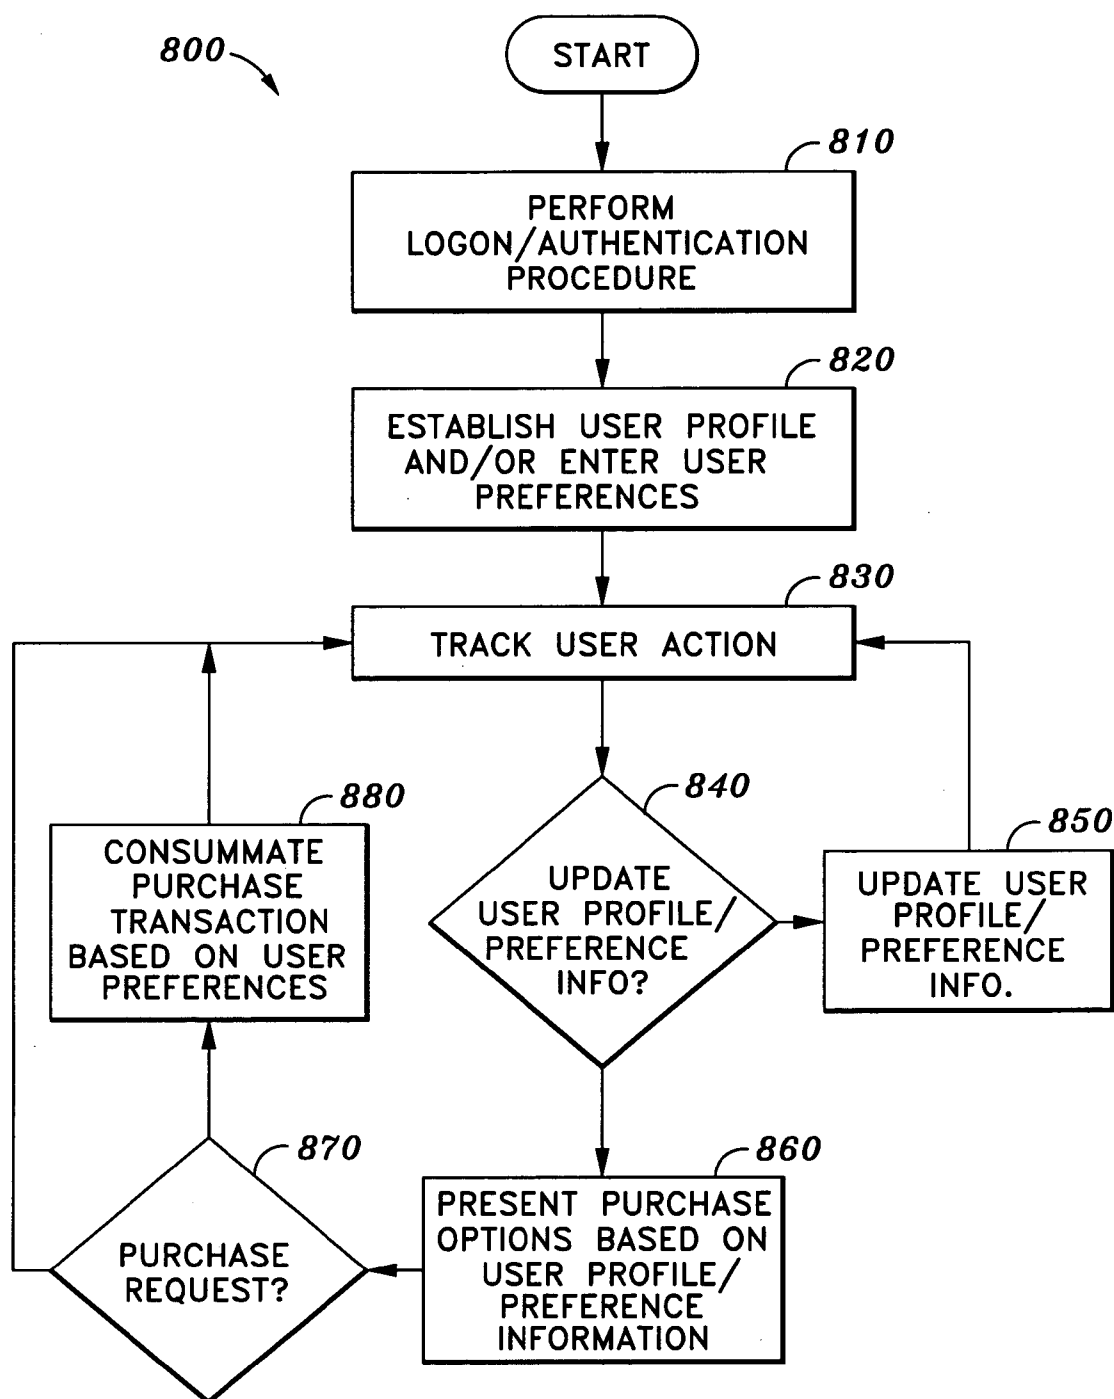 800
START
810
PERFORM
LOGON/AUTHENTICATION
PROCEDURE
820
ESTABLISH USER PROFILE
AND/OR ENTER USER
PREFERENCES
830
TRACK USER ACTION
840
UPDATE
USER PROFILE/
PREFERENCE
INFO?
850
UPDATE USER
PROFILE/
PREFERENCE
INFO.
860
PRESENT PURCHASE
OPTIONS BASED ON
USER PROFILE/
PREFERENCE
INFORMATION
870
PURCHASE
REQUEST?
880
CONSUMMATE
PURCHASE
TRANSACTION
BASED ON USER
PREFERENCES